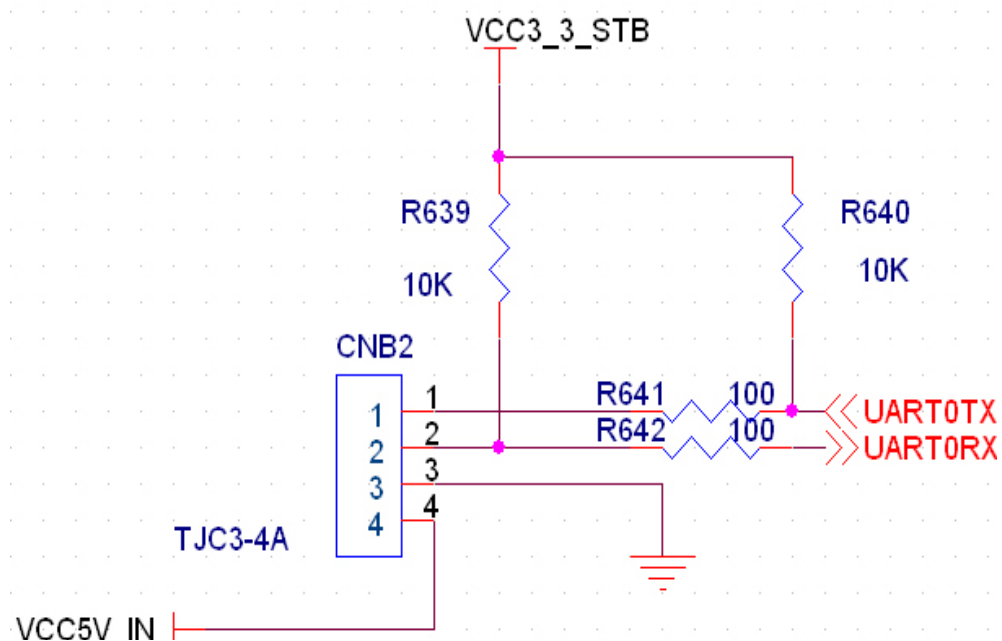 VCC3_3_STB
R639
R640
10K
10K
CNB2
1
1
R641
100
UART0TX
2
2
R642
100
UART0RX
3
3
4
4
TJC3-4A
VCC5V_IN